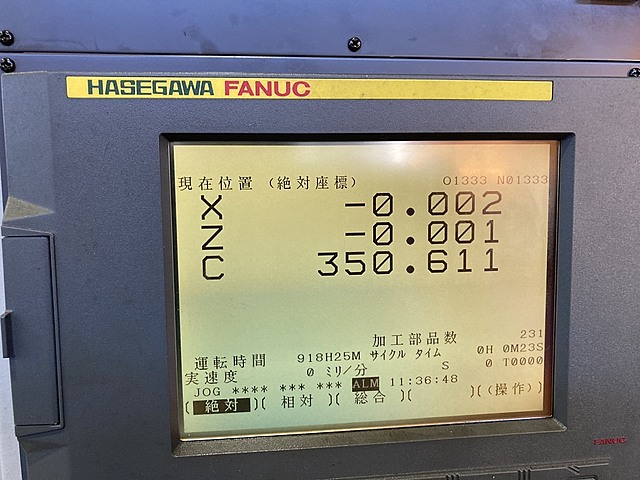 HASEGAWA FANUC
現在位置 (絶対座標) O1333 N01333
X -0.002
Z -0.001
C 350.611
加工部品数 231
運転時間 918H25M サイクル タイム 0H 0M23S
実速度 0 ミリ/分 S 0 T0000
JOG **** *** *** ALM 11:36:48
[ 絶対 ][ 相対 ][ 総合 ][ ][(操作)]
FANUC